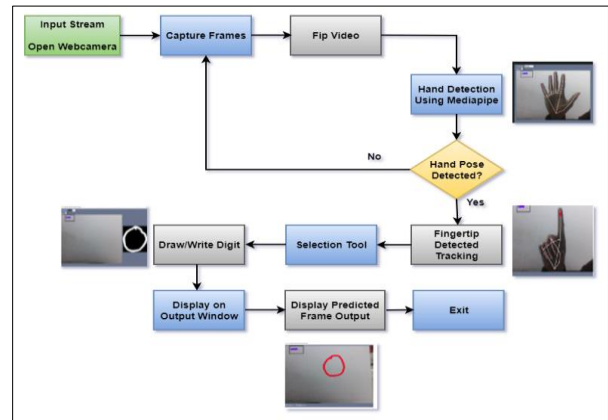 Input Stream
Open Webcamera
Capture Frames
Fip Video
Hand Detection
Using Mediapipe
Hand Pose
Detected?
No
Yes
Fingertip
Detected
Tracking
Selection Tool
Draw/Write Digit
Display on
Output Window
Display Predicted
Frame Output
Exit